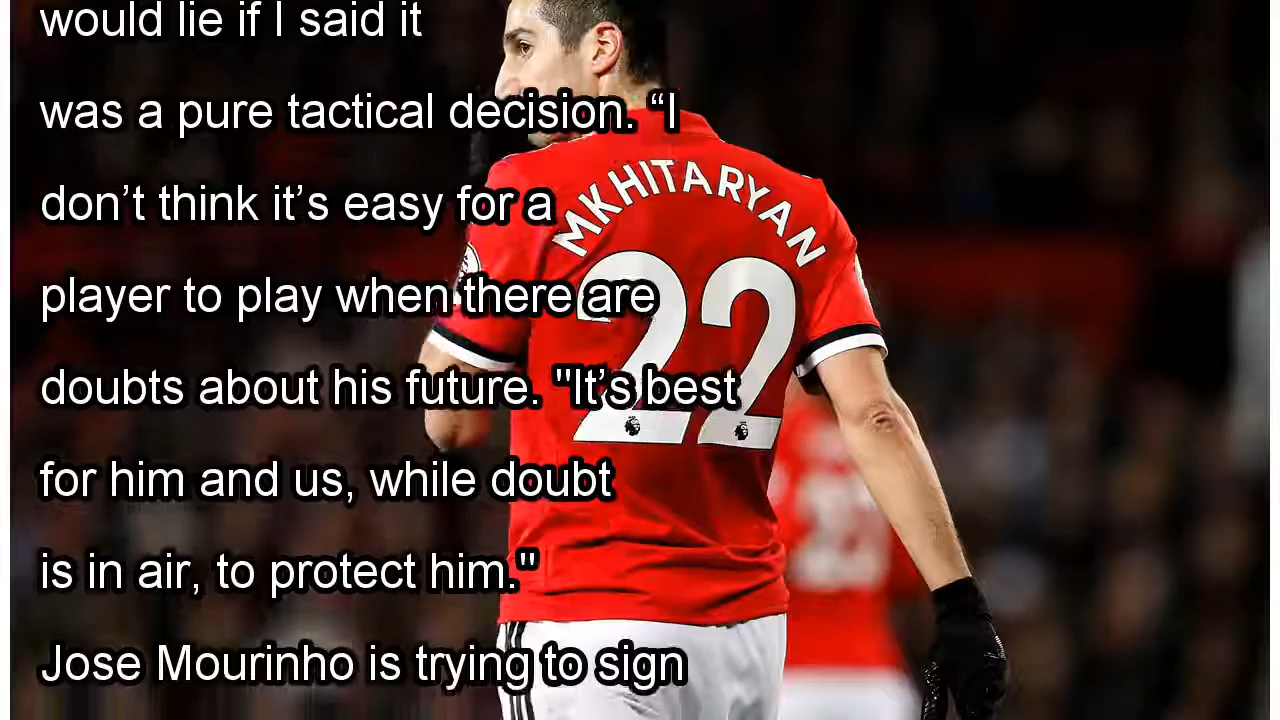 would lie if I said it
was a pure tactical decision. “I
don’t think it’s easy for a
player to play when there are
doubts about his future. "It’s best
for him and us, while doubt
is in air, to protect him."
Jose Mourinho is trying to sign
MKHITARYAN
22